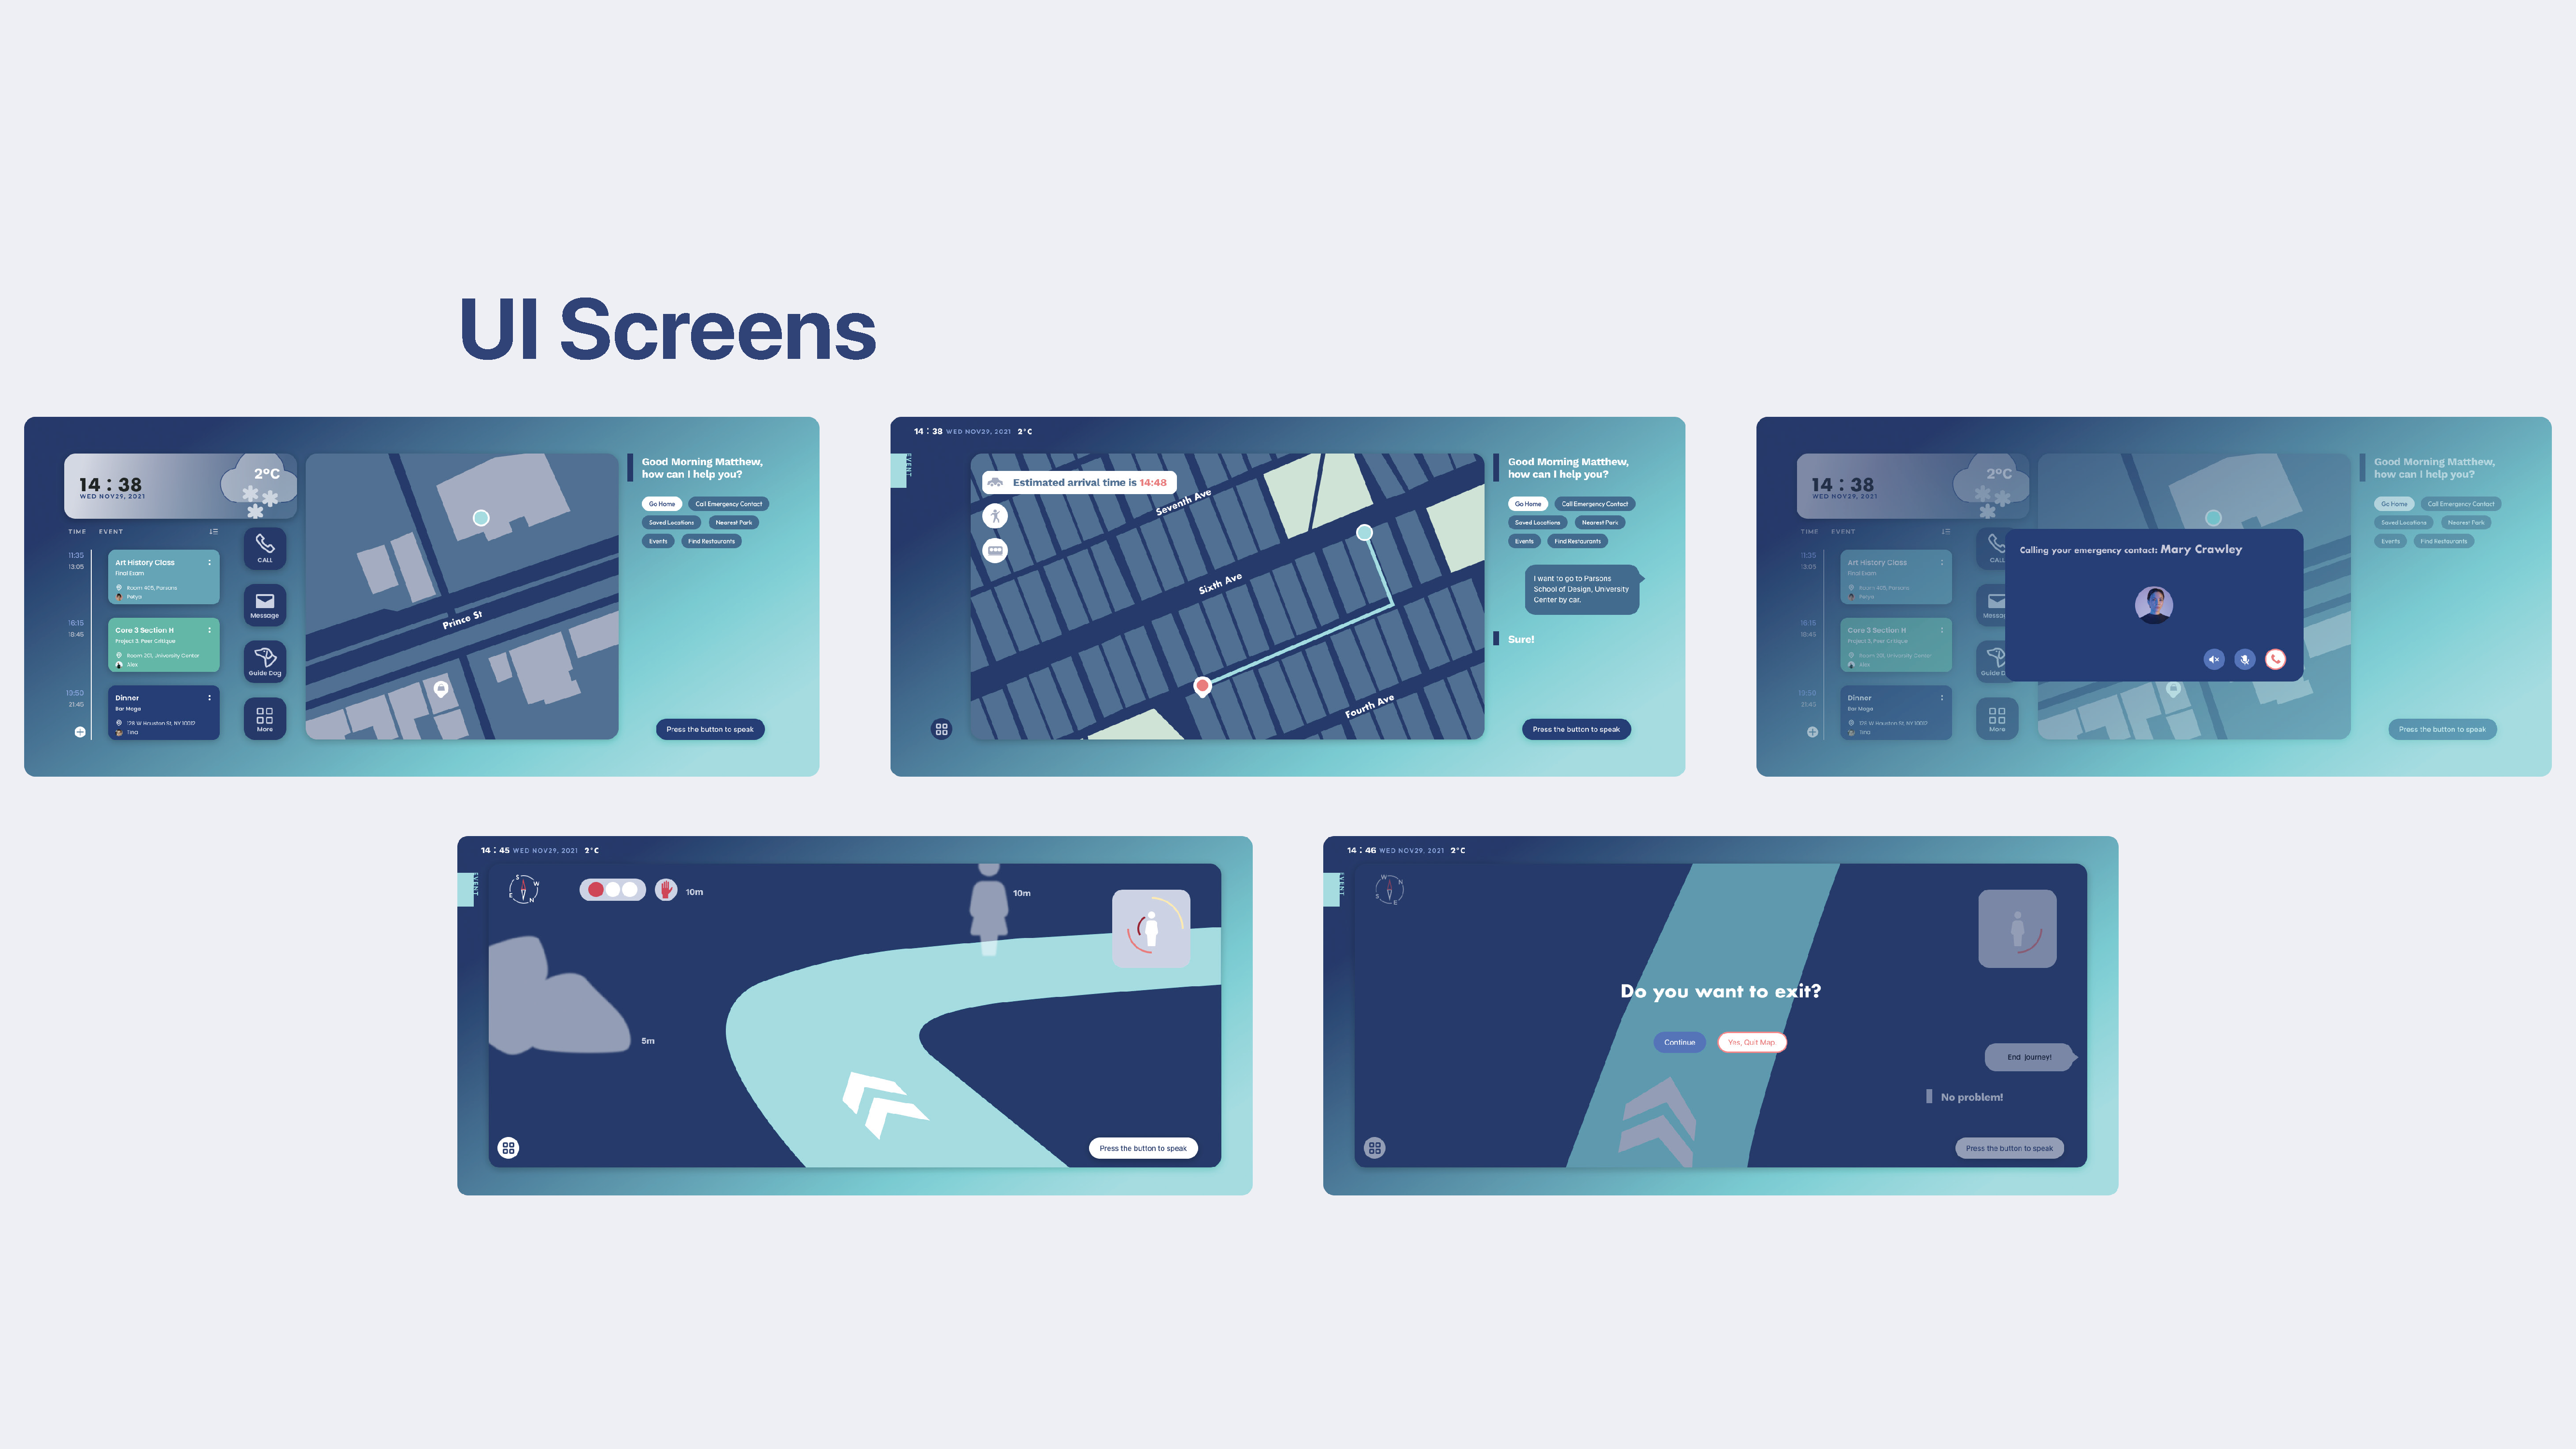 UI Screens
14 : 38
WED NOV29, 2021
2°C
TIME EVENT
11:35
13:05
Art History Class
Final Exam
Room 405, Parsons
Petya
16:15
18:45
Core 3 Section H
Project 3, Peer Critique
Room 201, University Center
Alex
21:45
Dinner
Bar Moga
128 W Houston St, NY 10012
Tina
CALL
Message
Guide Dog
More
Prince St
Good Morning Matthew,
how can I help you?
Go Home Call Emergency Contact
Saved Locations Nearest Park
Events Find Restaurants
Press the button to speak
14 : 38 WED NOV29, 2021 2°C
EVENT
Estimated arrival time is 14:48
Seventh Ave
Sixth Ave
Fourth Ave
Good Morning Matthew,
how can I help you?
Go Home Call Emergency Contact
Saved Locations Nearest Park
Events Find Restaurants
I want to go to Parsons
School of Design, University
Center by car.
Sure!
Press the button to speak
14 : 38
WED NOV29, 2021
2°C
TIME EVENT
11:35
13:05
Art History Class
Final Exam
Room 405, Parsons
Petya
16:15
18:45
Core 3 Section H
Project 3, Peer Critique
Room 201, University Center
Alex
21:45
Dinner
Bar Moga
128 W Houston St, NY 10012
Tina
CALL
Messag
Guide D
More
Calling your emergency contact: Mary Crawley
Good Morning Matthew,
how can I help you?
Go Home Call Emergency Contact
Saved Locations Nearest Park
Events Find Restaurants
Press the button to speak
14 : 45 WED NOV29, 2021 2°C
EVENT
S
W
E
N
10m
10m
5m
Press the button to speak
14 : 46 WED NOV29, 2021 2°C
EVENT
W
N
S
E
Do you want to exit?
Continue Yes, Quit Map
End journey!
No problem!
Press the button to speak